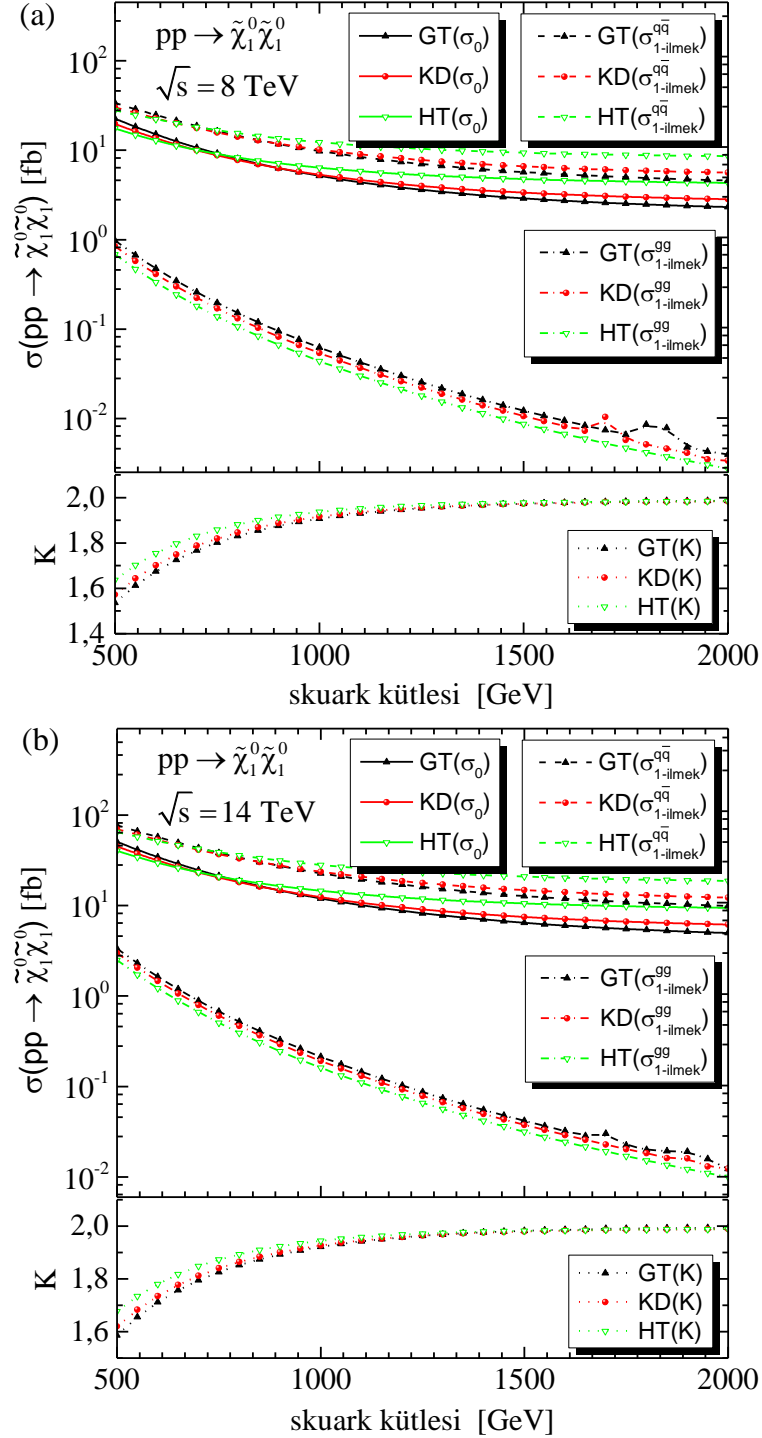 (a)
pp → χ̃₁⁰χ̃₁⁰
√s = 8 TeV
GT(σ₀)
KD(σ₀)
HT(σ₀)
GT(σ^{qq̄}_{1-ilmek})
KD(σ^{qq̄}_{1-ilmek})
HT(σ^{qq̄}_{1-ilmek})
GT(σ^{gg}_{1-ilmek})
KD(σ^{gg}_{1-ilmek})
HT(σ^{gg}_{1-ilmek})
σ(pp → χ̃₁⁰χ̃₁⁰) [fb]
10²
10¹
10⁰
10⁻¹
10⁻²
K
2,0
1,8
1,6
1,4
GT(K)
KD(K)
HT(K)
500 1000 1500 2000
skuark kütlesi [GeV]
(b)
pp → χ̃₁⁰χ̃₁⁰
√s = 14 TeV
GT(σ₀)
KD(σ₀)
HT(σ₀)
GT(σ^{qq̄}_{1-ilmek})
KD(σ^{qq̄}_{1-ilmek})
HT(σ^{qq̄}_{1-ilmek})
GT(σ^{gg}_{1-ilmek})
KD(σ^{gg}_{1-ilmek})
HT(σ^{gg}_{1-ilmek})
σ(pp → χ̃₁⁰χ̃₁⁰) [fb]
10²
10¹
10⁰
10⁻¹
10⁻²
K
2,0
1,8
1,6
GT(K)
KD(K)
HT(K)
500 1000 1500 2000
skuark kütlesi [GeV]